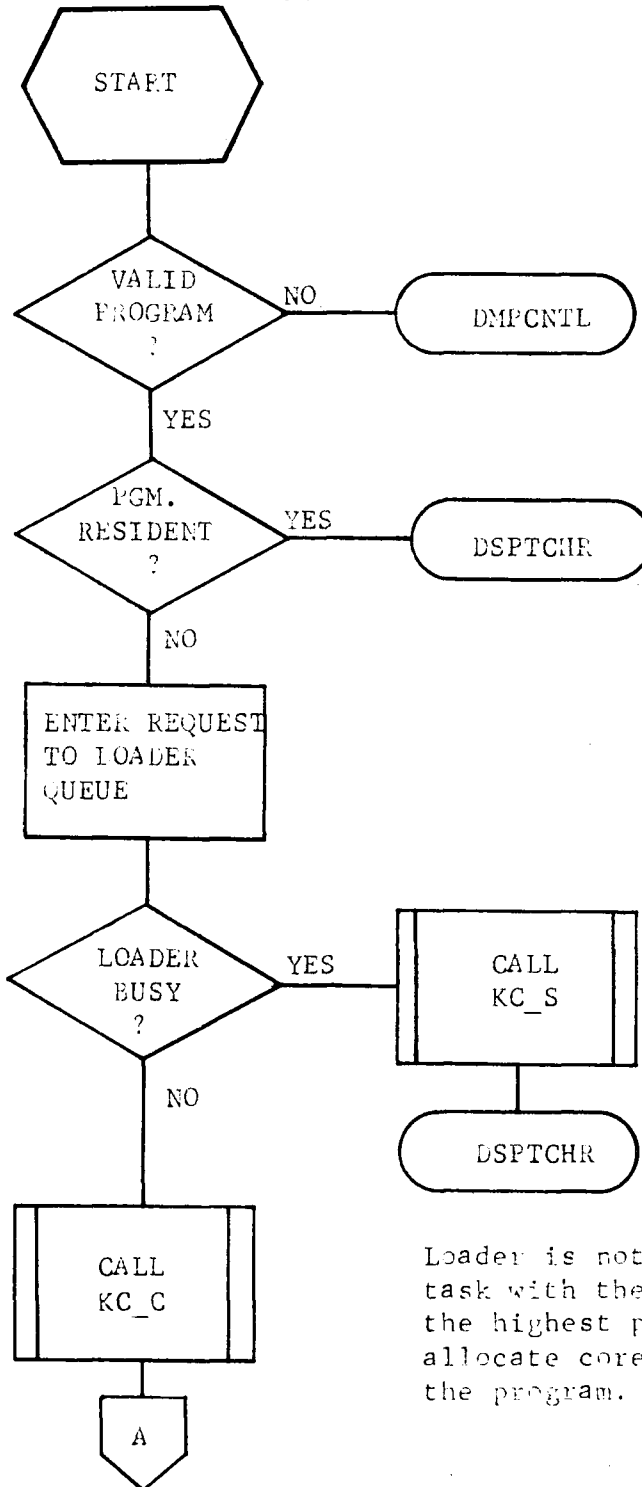 START
VALID
PROGRAM
?
NO
DMPCNTL
YES
PGM.
RESIDENT
?
YES
DSPTCHR
NO
ENTER REQUEST
TO LOADER
QUEUE
LOADER
BUSY
?
YES
CALL
KC_S
NO
DSPTCHR
CALL
KC_C
Loader is not
task with the
the highest p
allocate core
the program.
A